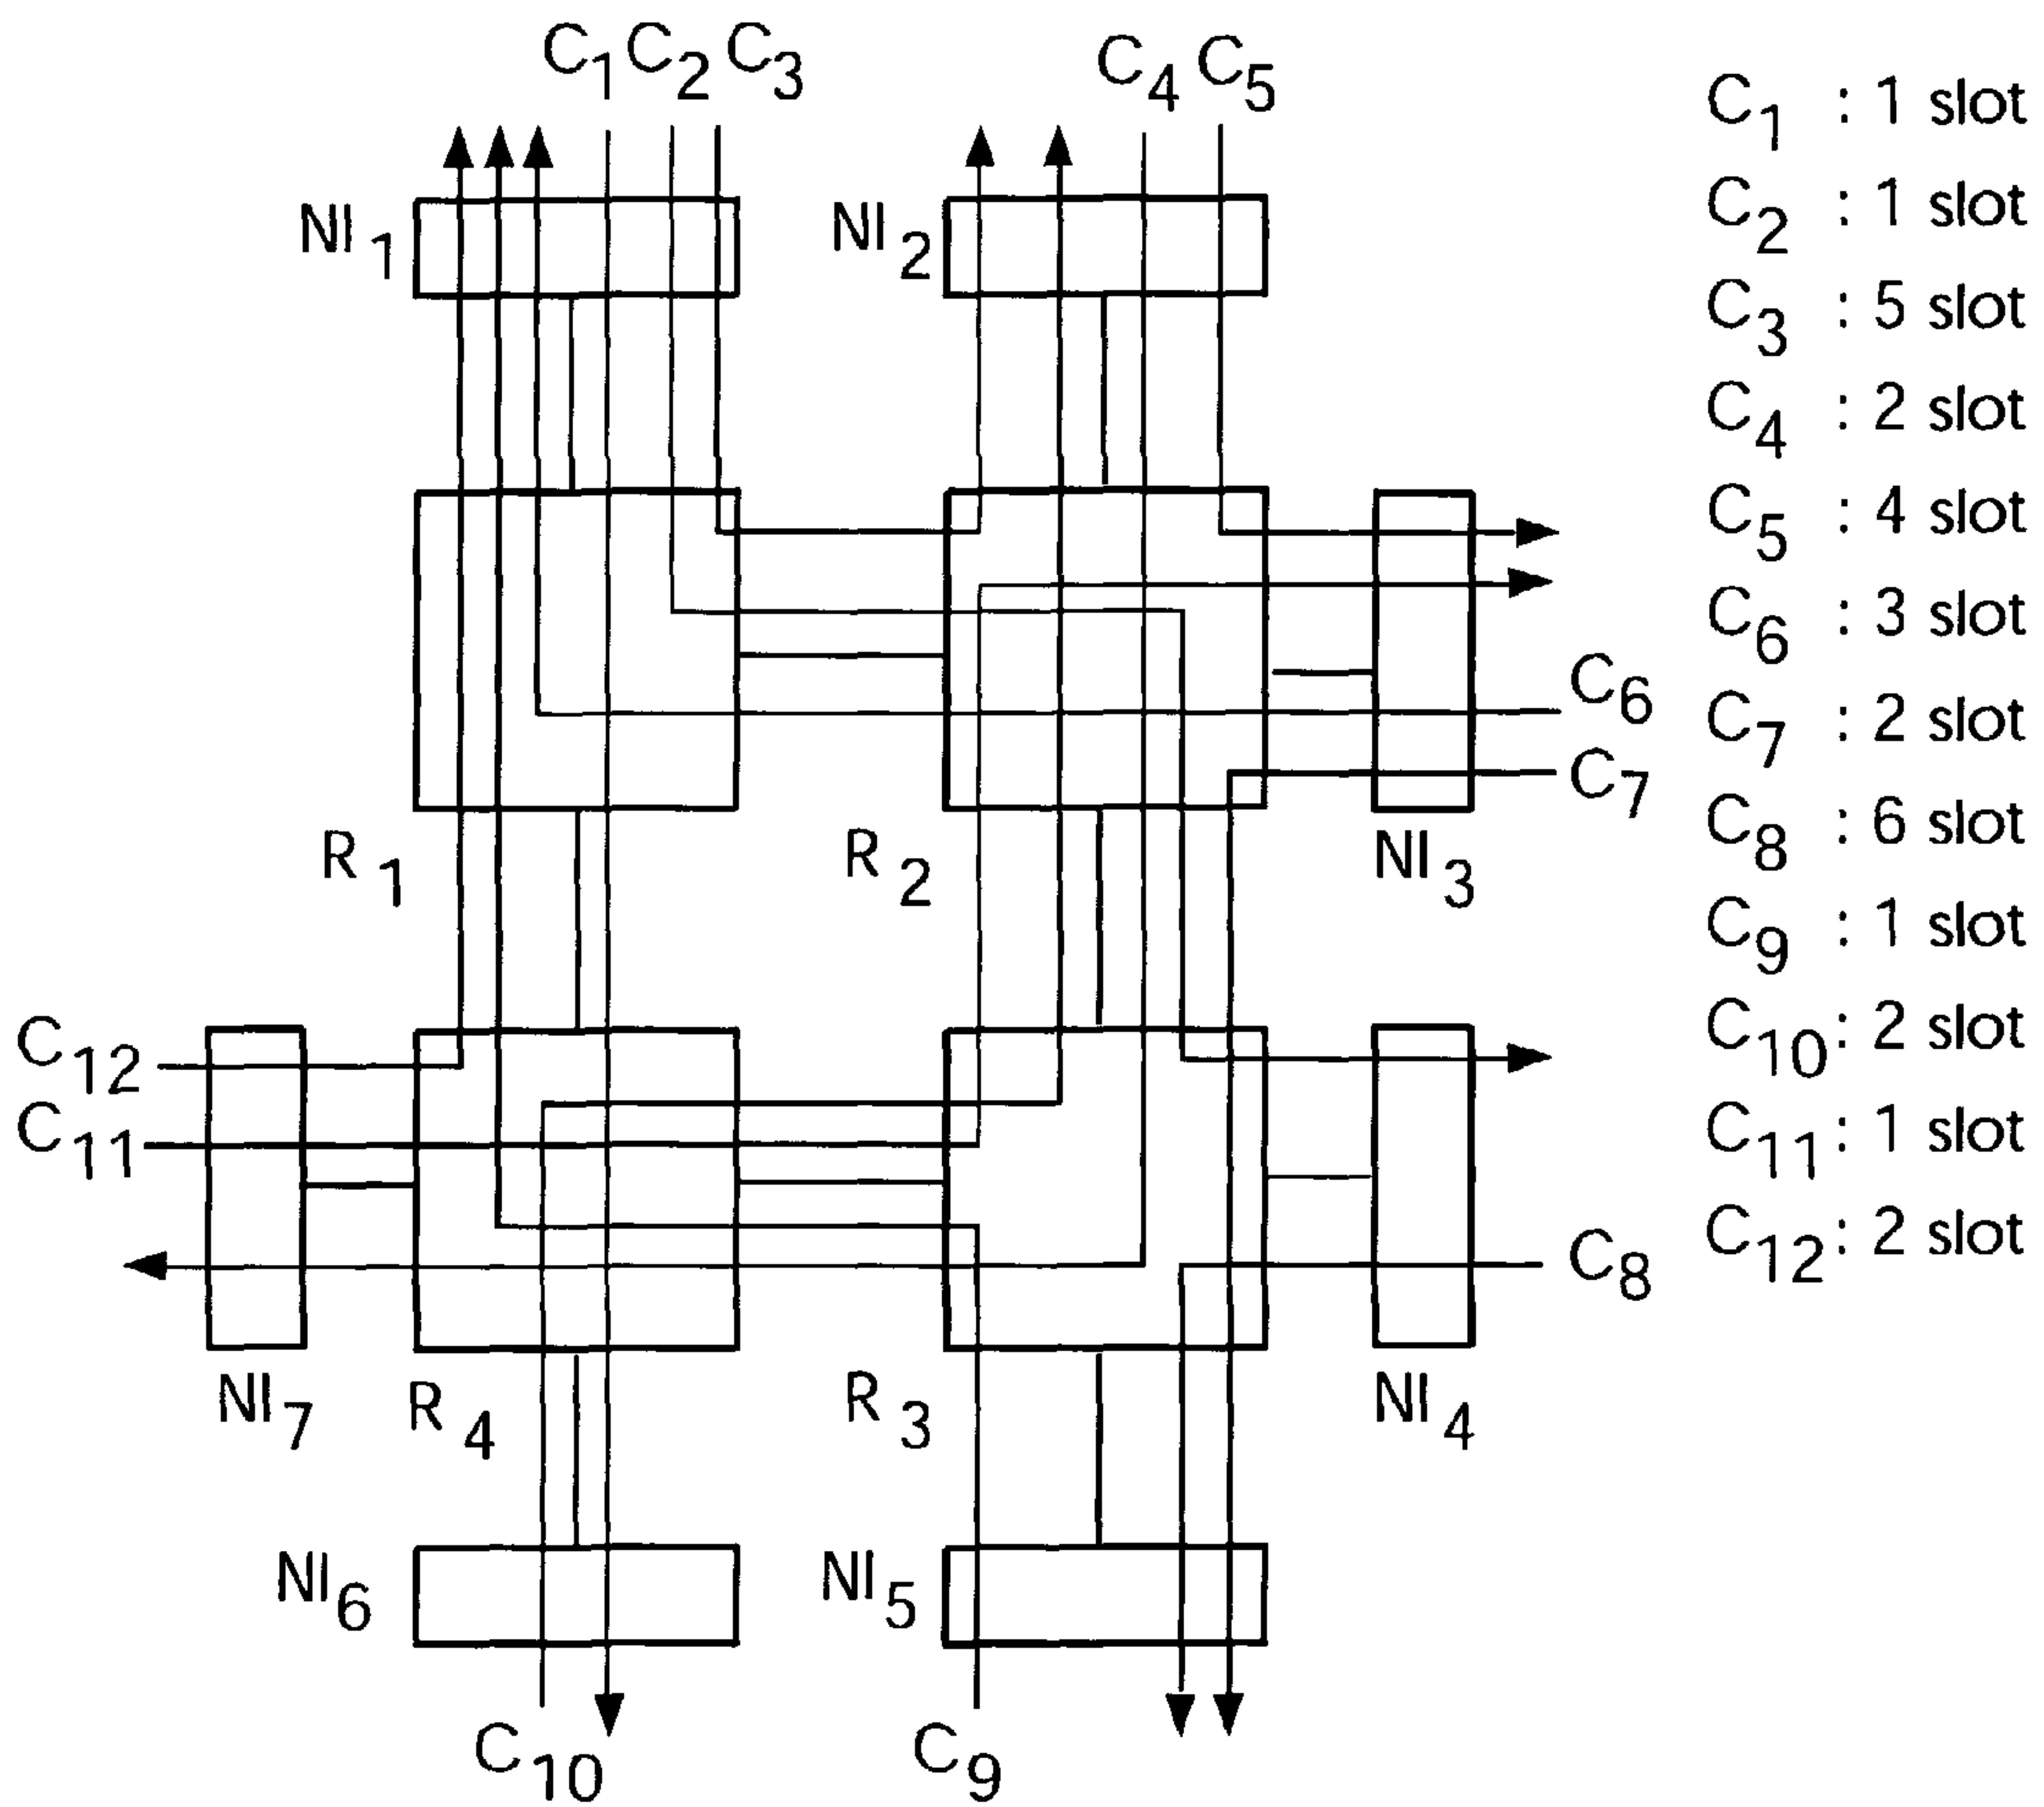 C1 C2 C3 C4 C5
C1 : 1 slot
C2 : 1 slot
NI1 NI2
C3 : 5 slot
C4 : 2 slot
C5 : 4 slot
C6 : 3 slot
C6
C7 : 2 slot
C7
C8 : 6 slot
R1 R2 NI3
C9 : 1 slot
C12
C10 : 2 slot
C11
C11 : 1 slot
C12 : 2 slot
C8
NI7 R4 R3 NI4
NI6 NI5
C10 C9